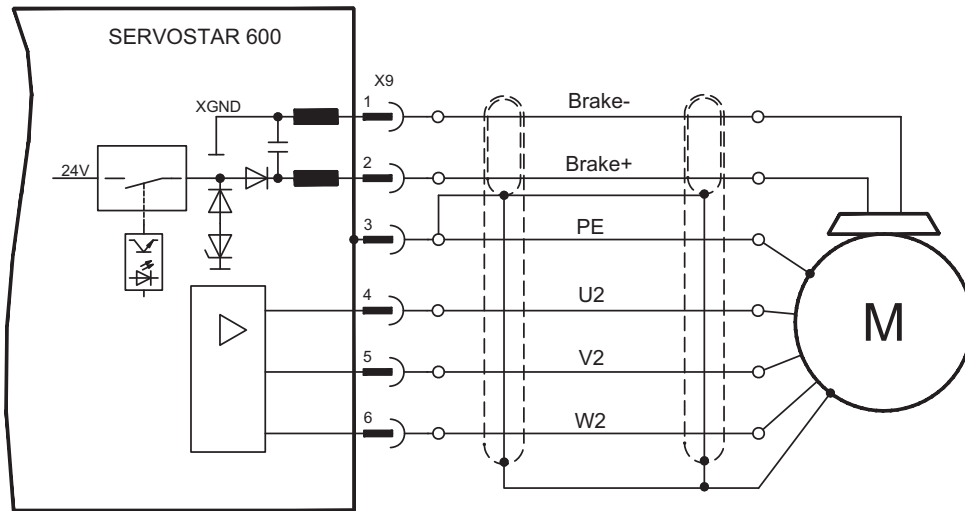 SERVOSTAR 600
X9
XGND
24V
1
Brake-
2
Brake+
3
PE
4
U2
5
V2
6
W2
M